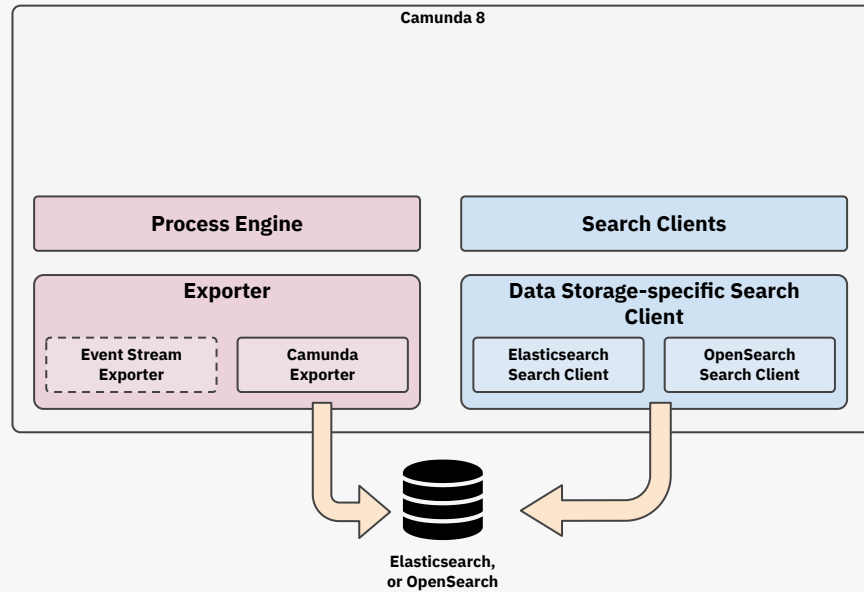 Camunda 8
Process Engine
Search Clients
Exporter
Event Stream
Exporter
Camunda
Exporter
Data Storage-specific Search
Client
Elasticsearch
Search Client
OpenSearch
Search Client
Elasticsearch,
or OpenSearch